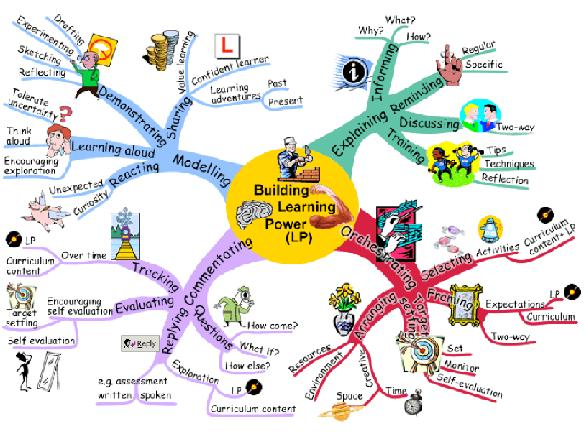 Building
Learning
Power
(LP)
Modelling
Demonstrating
Drafting
Experimenting
Sketching
Reflecting
Sharing
Value learning
L
Confident learner
Learning
adventures
Past
Present
Learning aloud
Tolerate
uncertainty
?
Think
aloud
Encouraging
exploration
Reacting
Unexpected
Curiosity
Explaining
Informing
i
Why?
What?
How?
Reminding
Regular
Specific
Discussing
Two-way
Training
Tips
Techniques
Reflection
Orchestrating
Selecting
Activities
Curriculum
content+ LP
Framing
Expectations
LP
Curriculum
Two-way
Target
setting
Set
Monitor
Self-evaluation
Arranging
Resources
Environment
Creative
Space
Time
Commentating
Tracking
Over time
LP
Curriculum
content
Evaluating
Encouraging
self evaluation
Target
setting
Self evaluation
Replying
Reply
e.g. assessment
written
spoken
Exploration
LP
Curriculum content
Questions
How come?
What if?
How else?